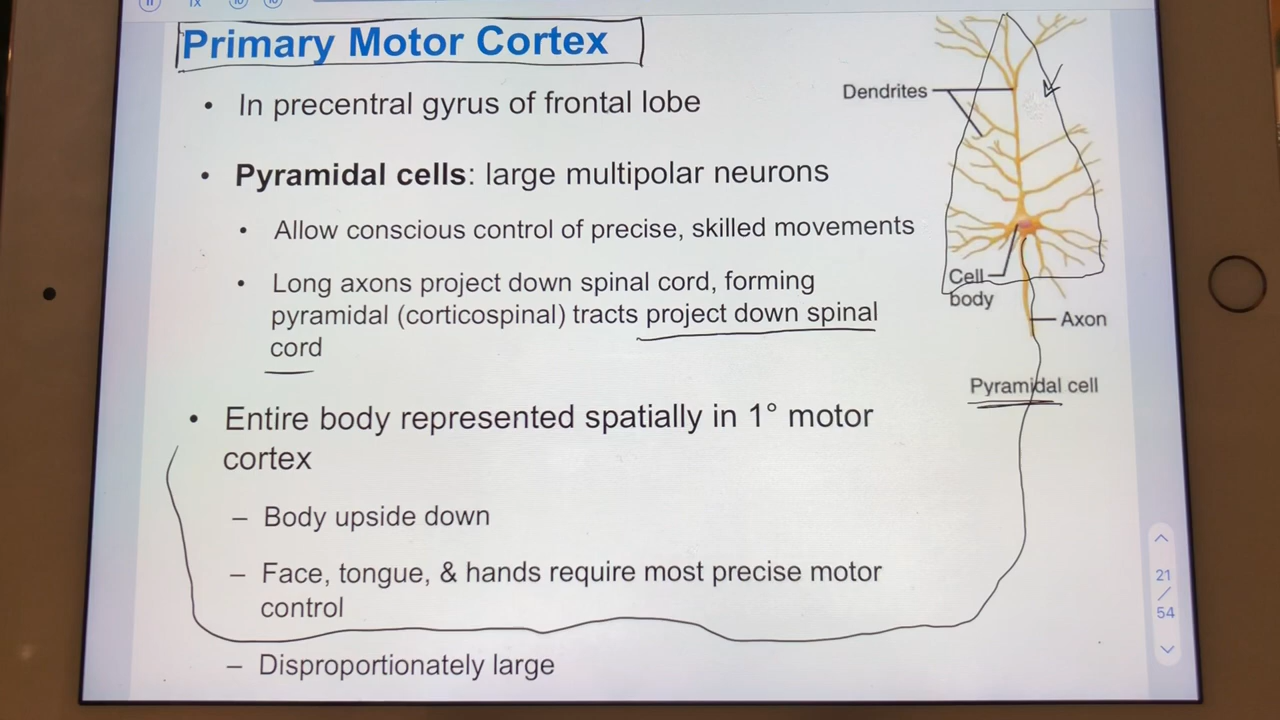 Primary Motor Cortex
• In precentral gyrus of frontal lobe
• Pyramidal cells: large multipolar neurons
• Allow conscious control of precise, skilled movements
• Long axons project down spinal cord, forming
pyramidal (corticospinal) tracts project down spinal
cord
• Entire body represented spatially in 1° motor
cortex
– Body upside down
– Face, tongue, & hands require most precise motor
control
– Disproportionately large
Dendrites
Cell
body
Axon
Pyramidal cell
21
/
54